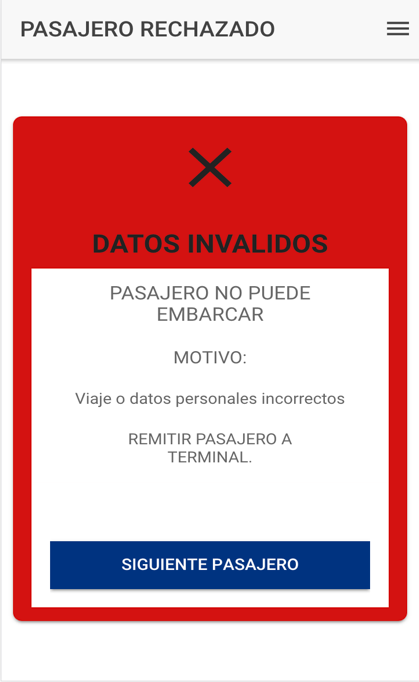 PASAJERO RECHAZADO
DATOS INVALIDOS
PASAJERO NO PUEDE
EMBARCAR
MOTIVO:
Viaje o datos personales incorrectos
REMITIR PASAJERO A
TERMINAL.
SIGUIENTE PASAJERO